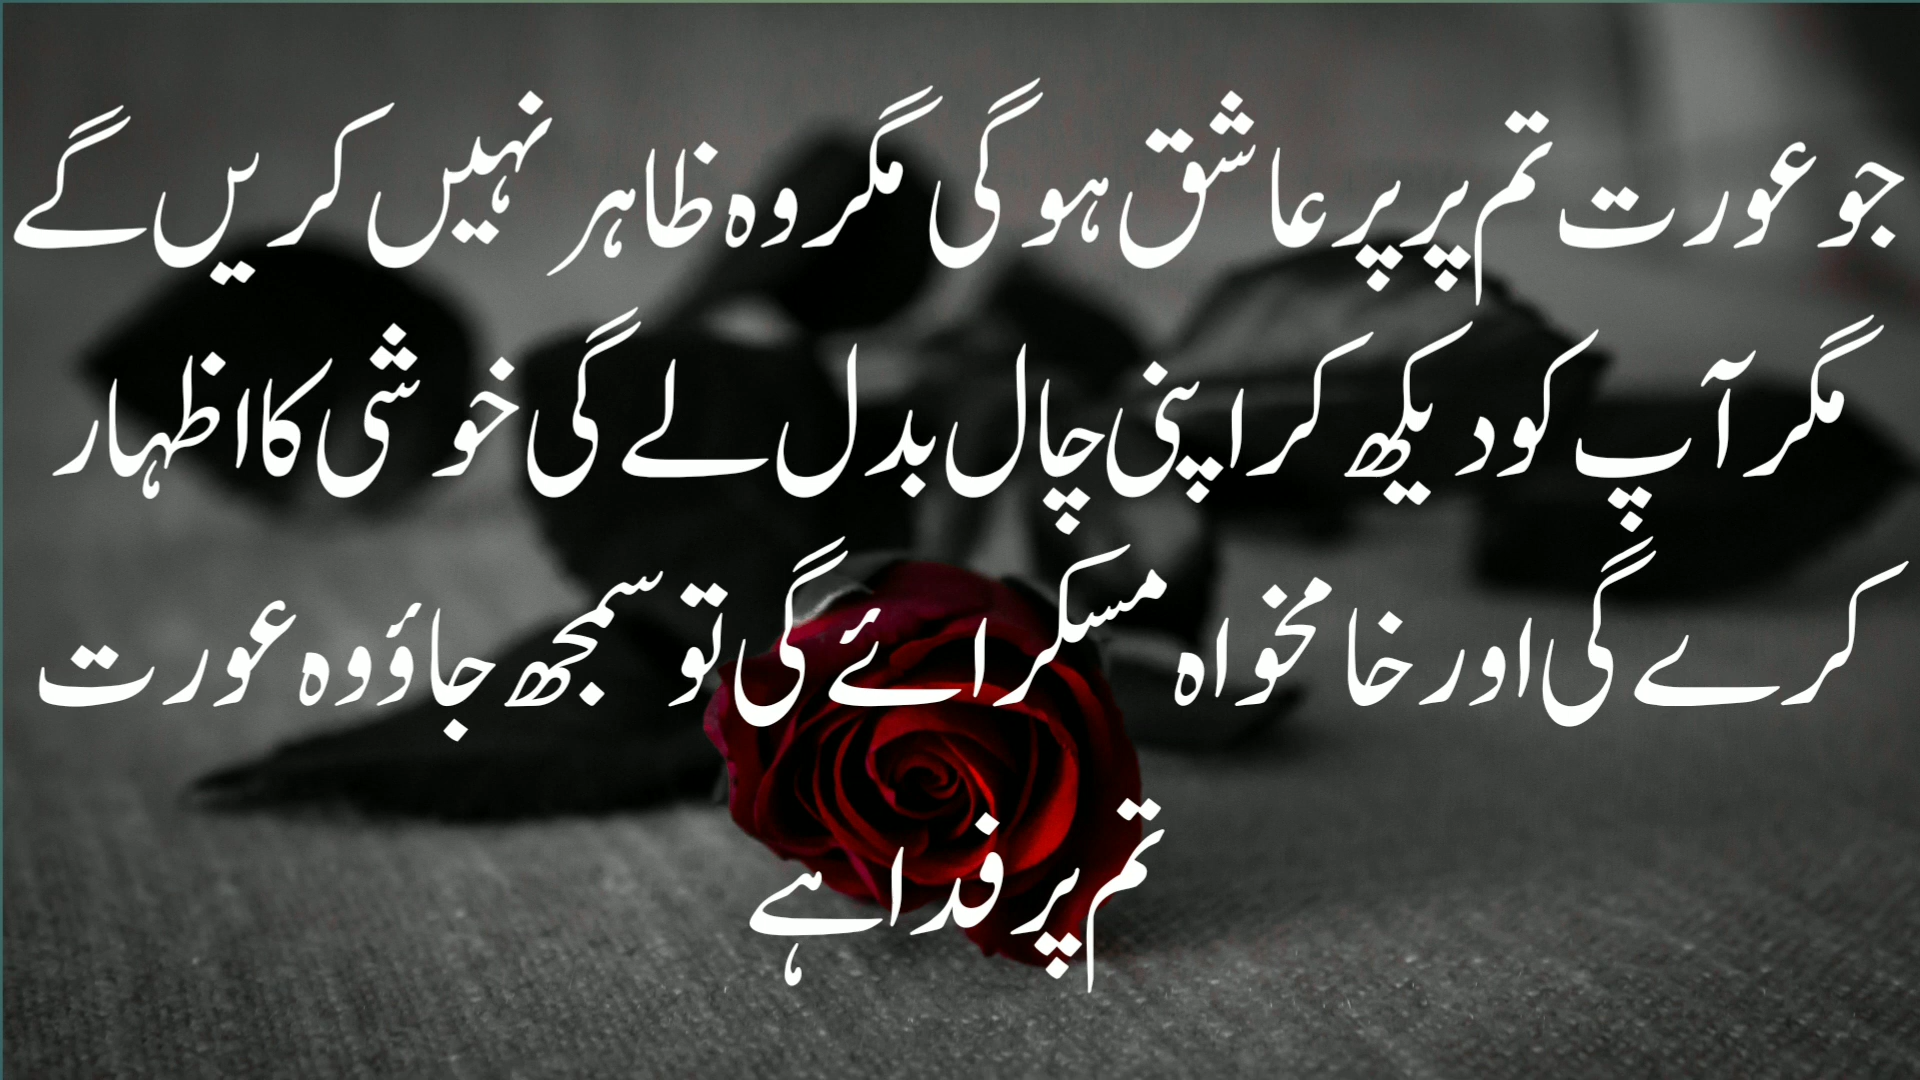 جو عورت تم پر پر عاشق ہو گی مگر وہ ظاہر نہیں کریں گے
مگر آپ کو دیکھ کر اپنی چال بدل لے گی خوشی کا اظہار
کرے گی اور خامخواہ مسکرائے گی تو سمجھ جاؤ وہ عورت
تم پر فدا ہے